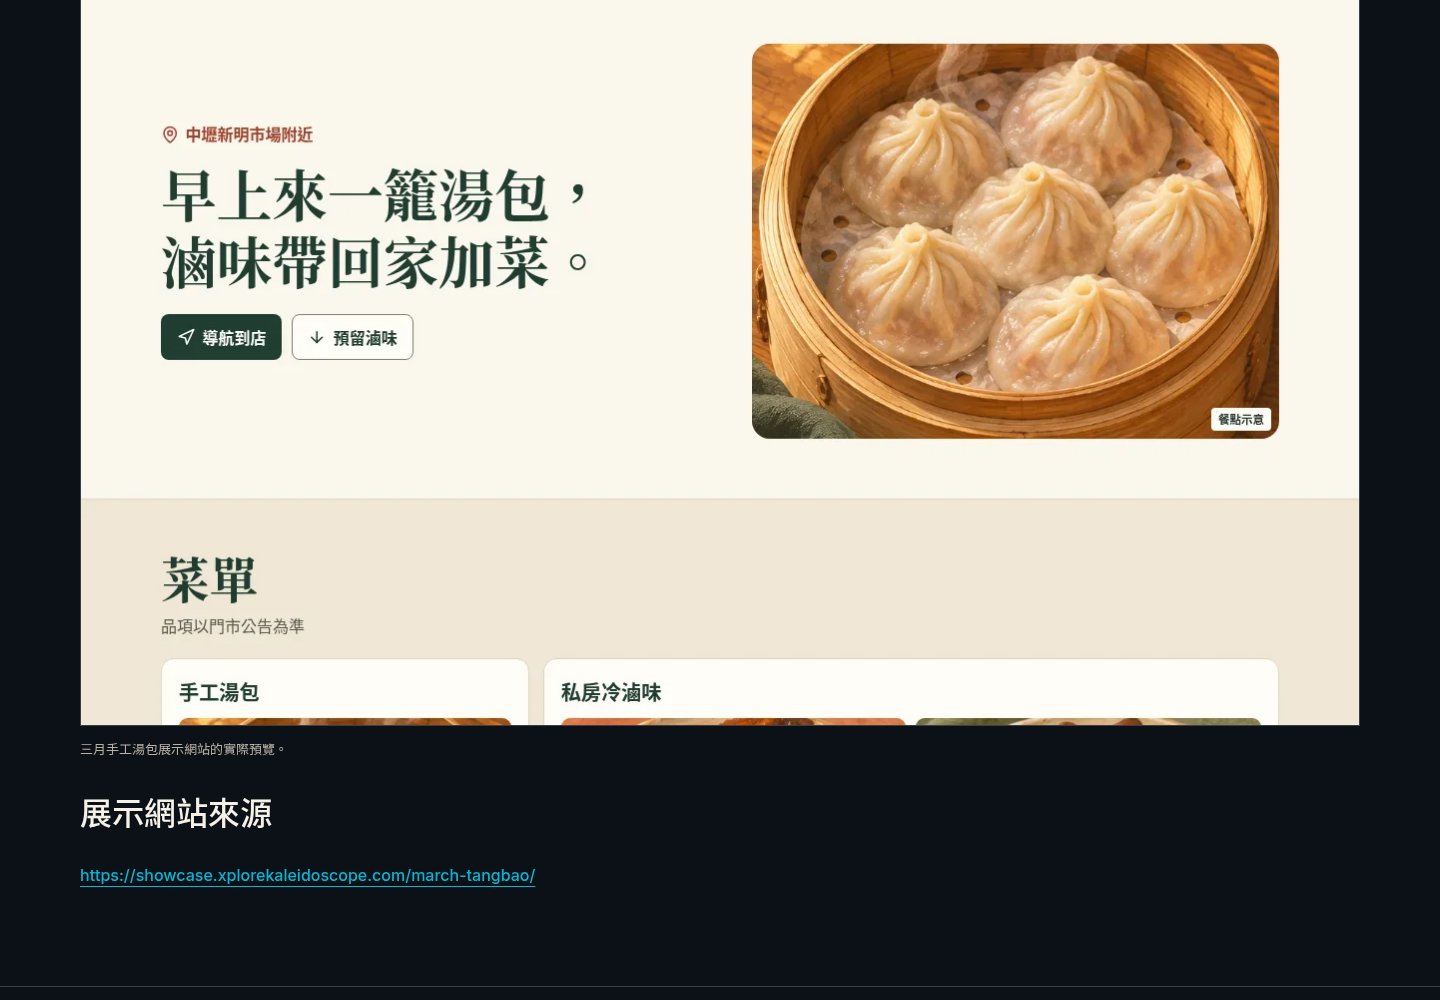 中壢新明市場附近
早上來一籠湯包，
滷味帶回家加菜。
導航到店
預留滷味
餐點示意
菜單
品項以門市公告為準
手工湯包
私房冷滷味
三月手工湯包展示網站的實際預覽。
展示網站來源
https://showcase.xplorekaleidoscope.com/march-tangbao/